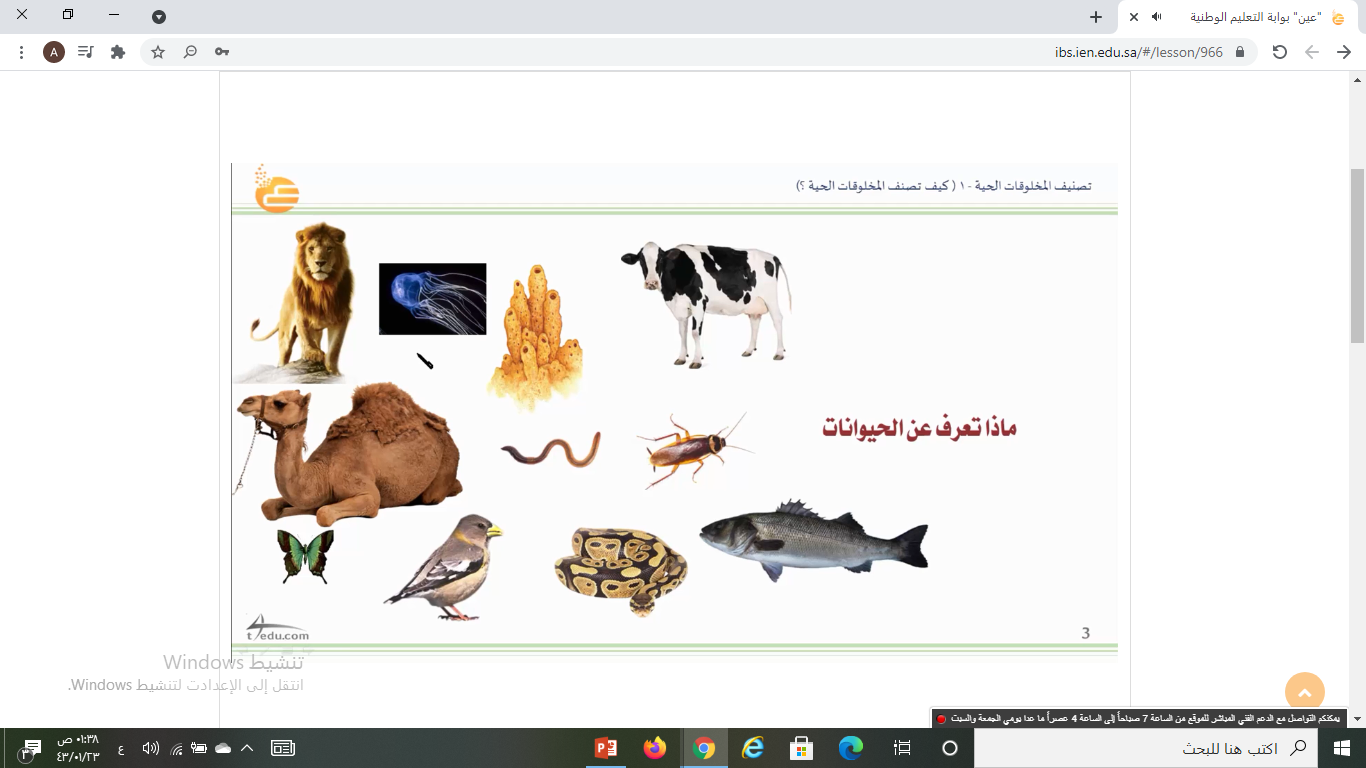 "عين" بوابة التعليم الوطنية
ibs.ien.edu.sa/#/lesson/966
A
تصنيف المخلوقات الحية - ١ ( كيف تصنف المخلوقات الحية ؟)
ماذا تعرف عن الحيوانات
t4edu.com
3
تنشيط Windows
انتقل إلى الإعدادت لتنشيط Windows.
يمكنكم التواصل مع الدعم الفني المباشر للموقع من الساعة 7 صباحاً إلى الساعة 4 عصراً ما عدا يومي الجمعة والسبت
اكتب هنا للبحث
ع
٠١:٣٨ ص
٤٣/٠١/٢٣
٣